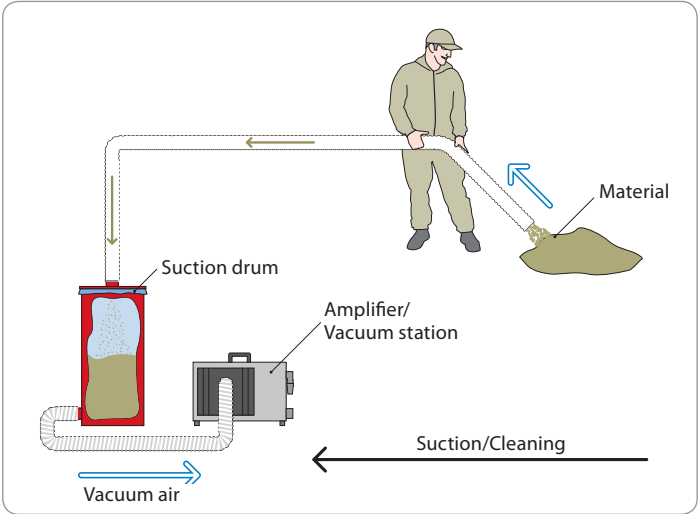 Material
Suction drum
Amplifier/
Vacuum station
Suction/Cleaning
Vacuum air